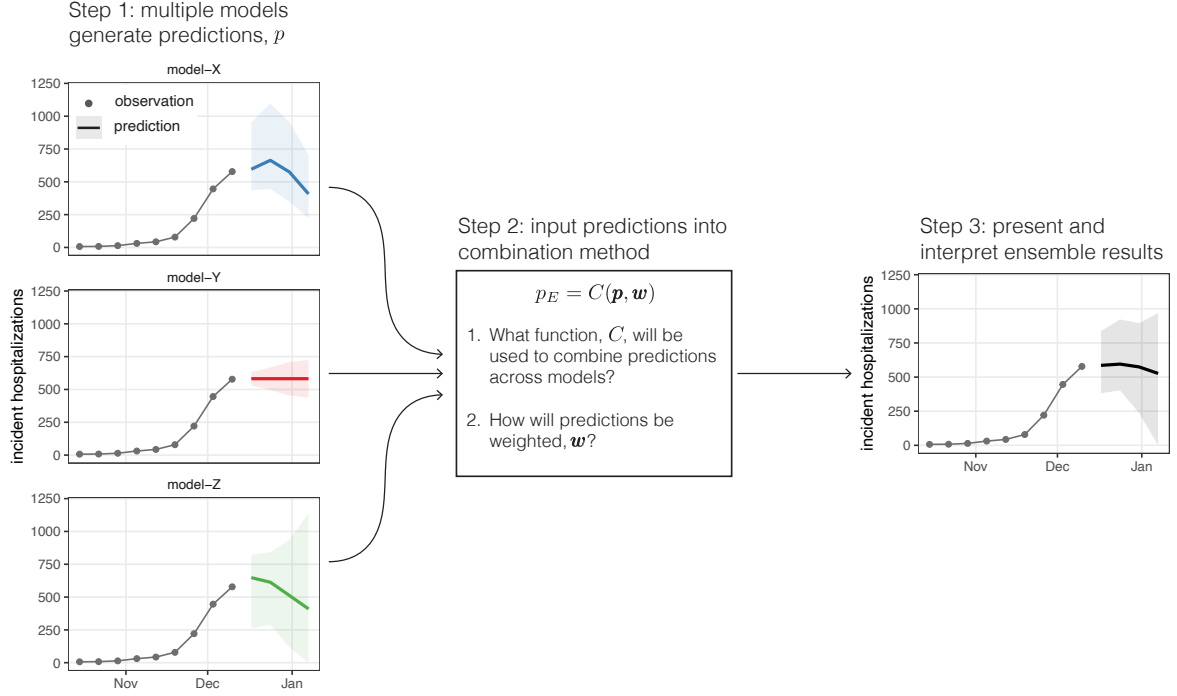 Step 1: multiple models
generate predictions, p
model-X
1250
1000
750
500
250
0
observation
prediction
model-Y
1250
1000
750
500
250
0
incident hospitalizations
model-Z
1250
1000
750
500
250
0
Nov Dec Jan
Step 2: input predictions into
combination method
p_E = C(p, w)
1. What function, C, will be
used to combine predictions
across models?
2. How will predictions be
weighted, w?
Step 3: present and
interpret ensemble results
1250
1000
750
500
250
0
incident hospitalizations
Nov Dec Jan